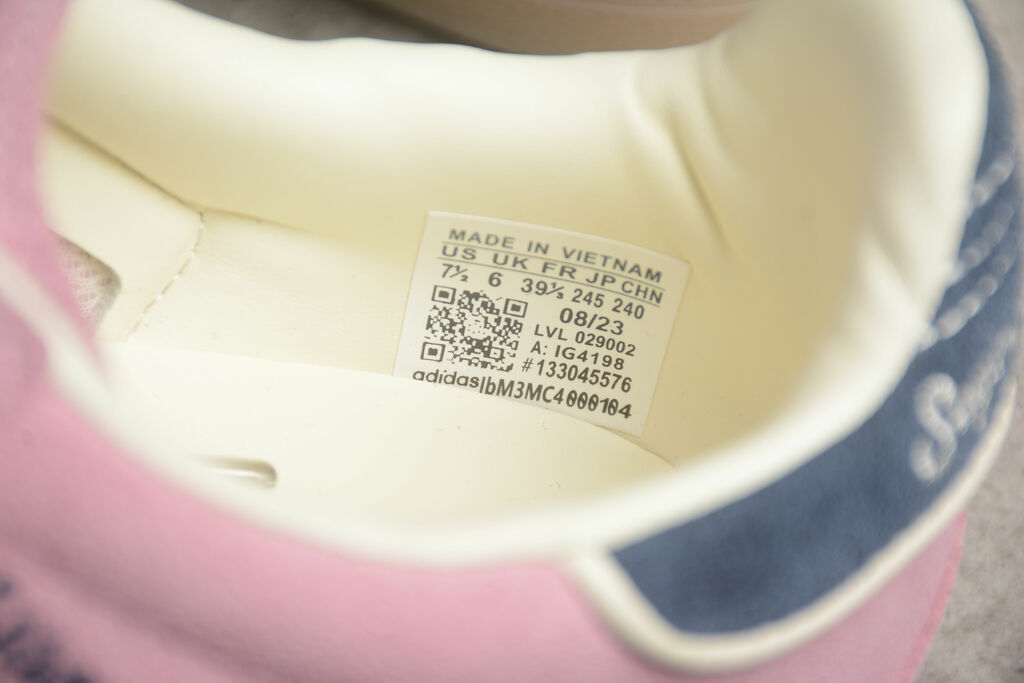 MADE IN VIETNAM
US UK FR JP CHN
7½ 6 39⅓ 245 240
08/23
LVL 029002
A: IG4198
#133045576
adidas|bM3MC4000104